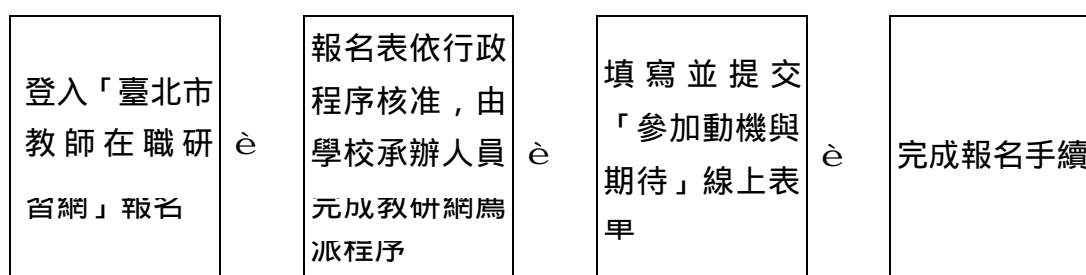 登入「臺北市
教師在職研
習網」報名
è
報名表依行政
程序核准，由
學校承辦人員
完成教研網薦
派程序
è
填寫並提交
「參加動機與
期待」線上表
單
è
完成報名手續